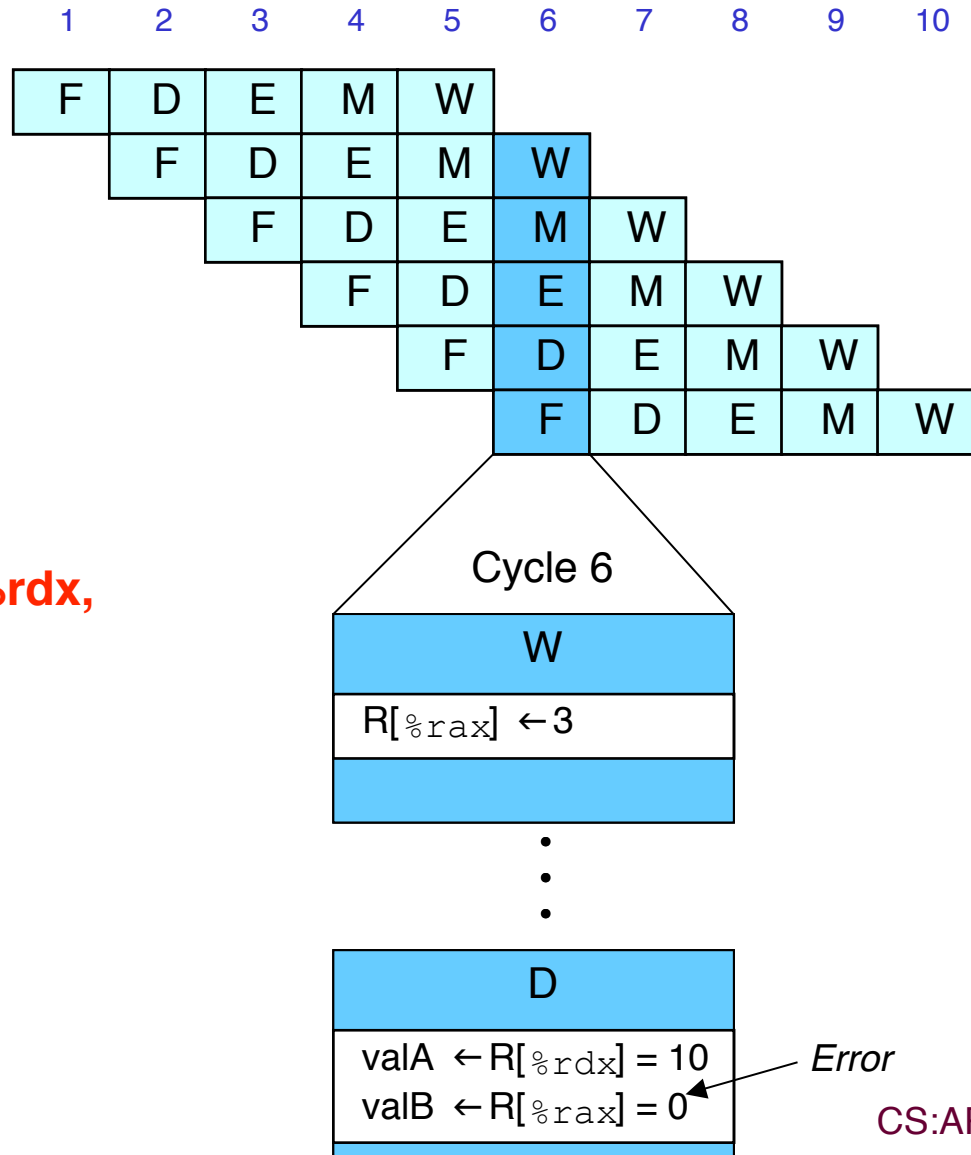 1 2 3 4 5 6 7 8 9 10
F D E M W
F D E M W
F D E M W
F D E M W
F D E M W
F D E M W
Cycle 6
%rdx,
W
R[%rax] ←3
•
•
•
D
valA ←R[%rdx] = 10
valB ←R[%rax] = 0
Error